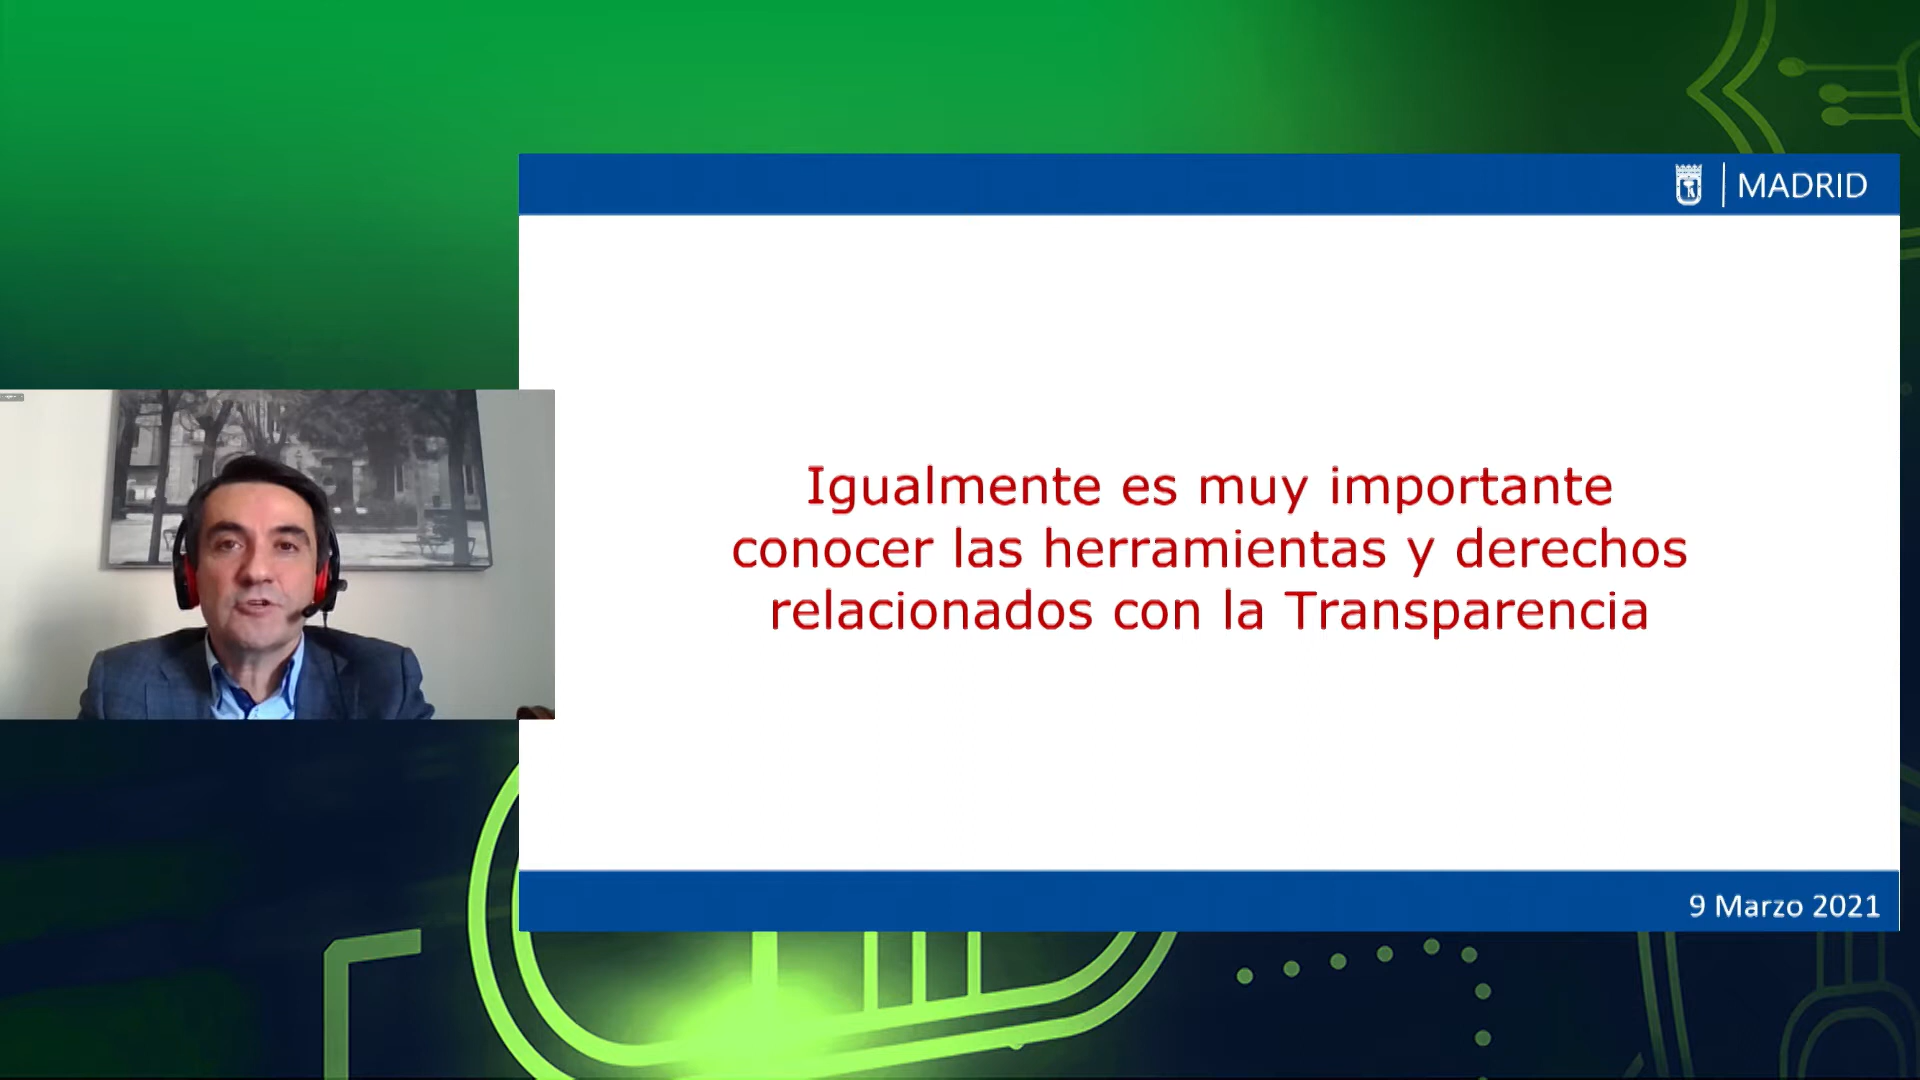 MADRID
Igualmente es muy importante
conocer las herramientas y derechos
relacionados con la Transparencia
9 Marzo 2021